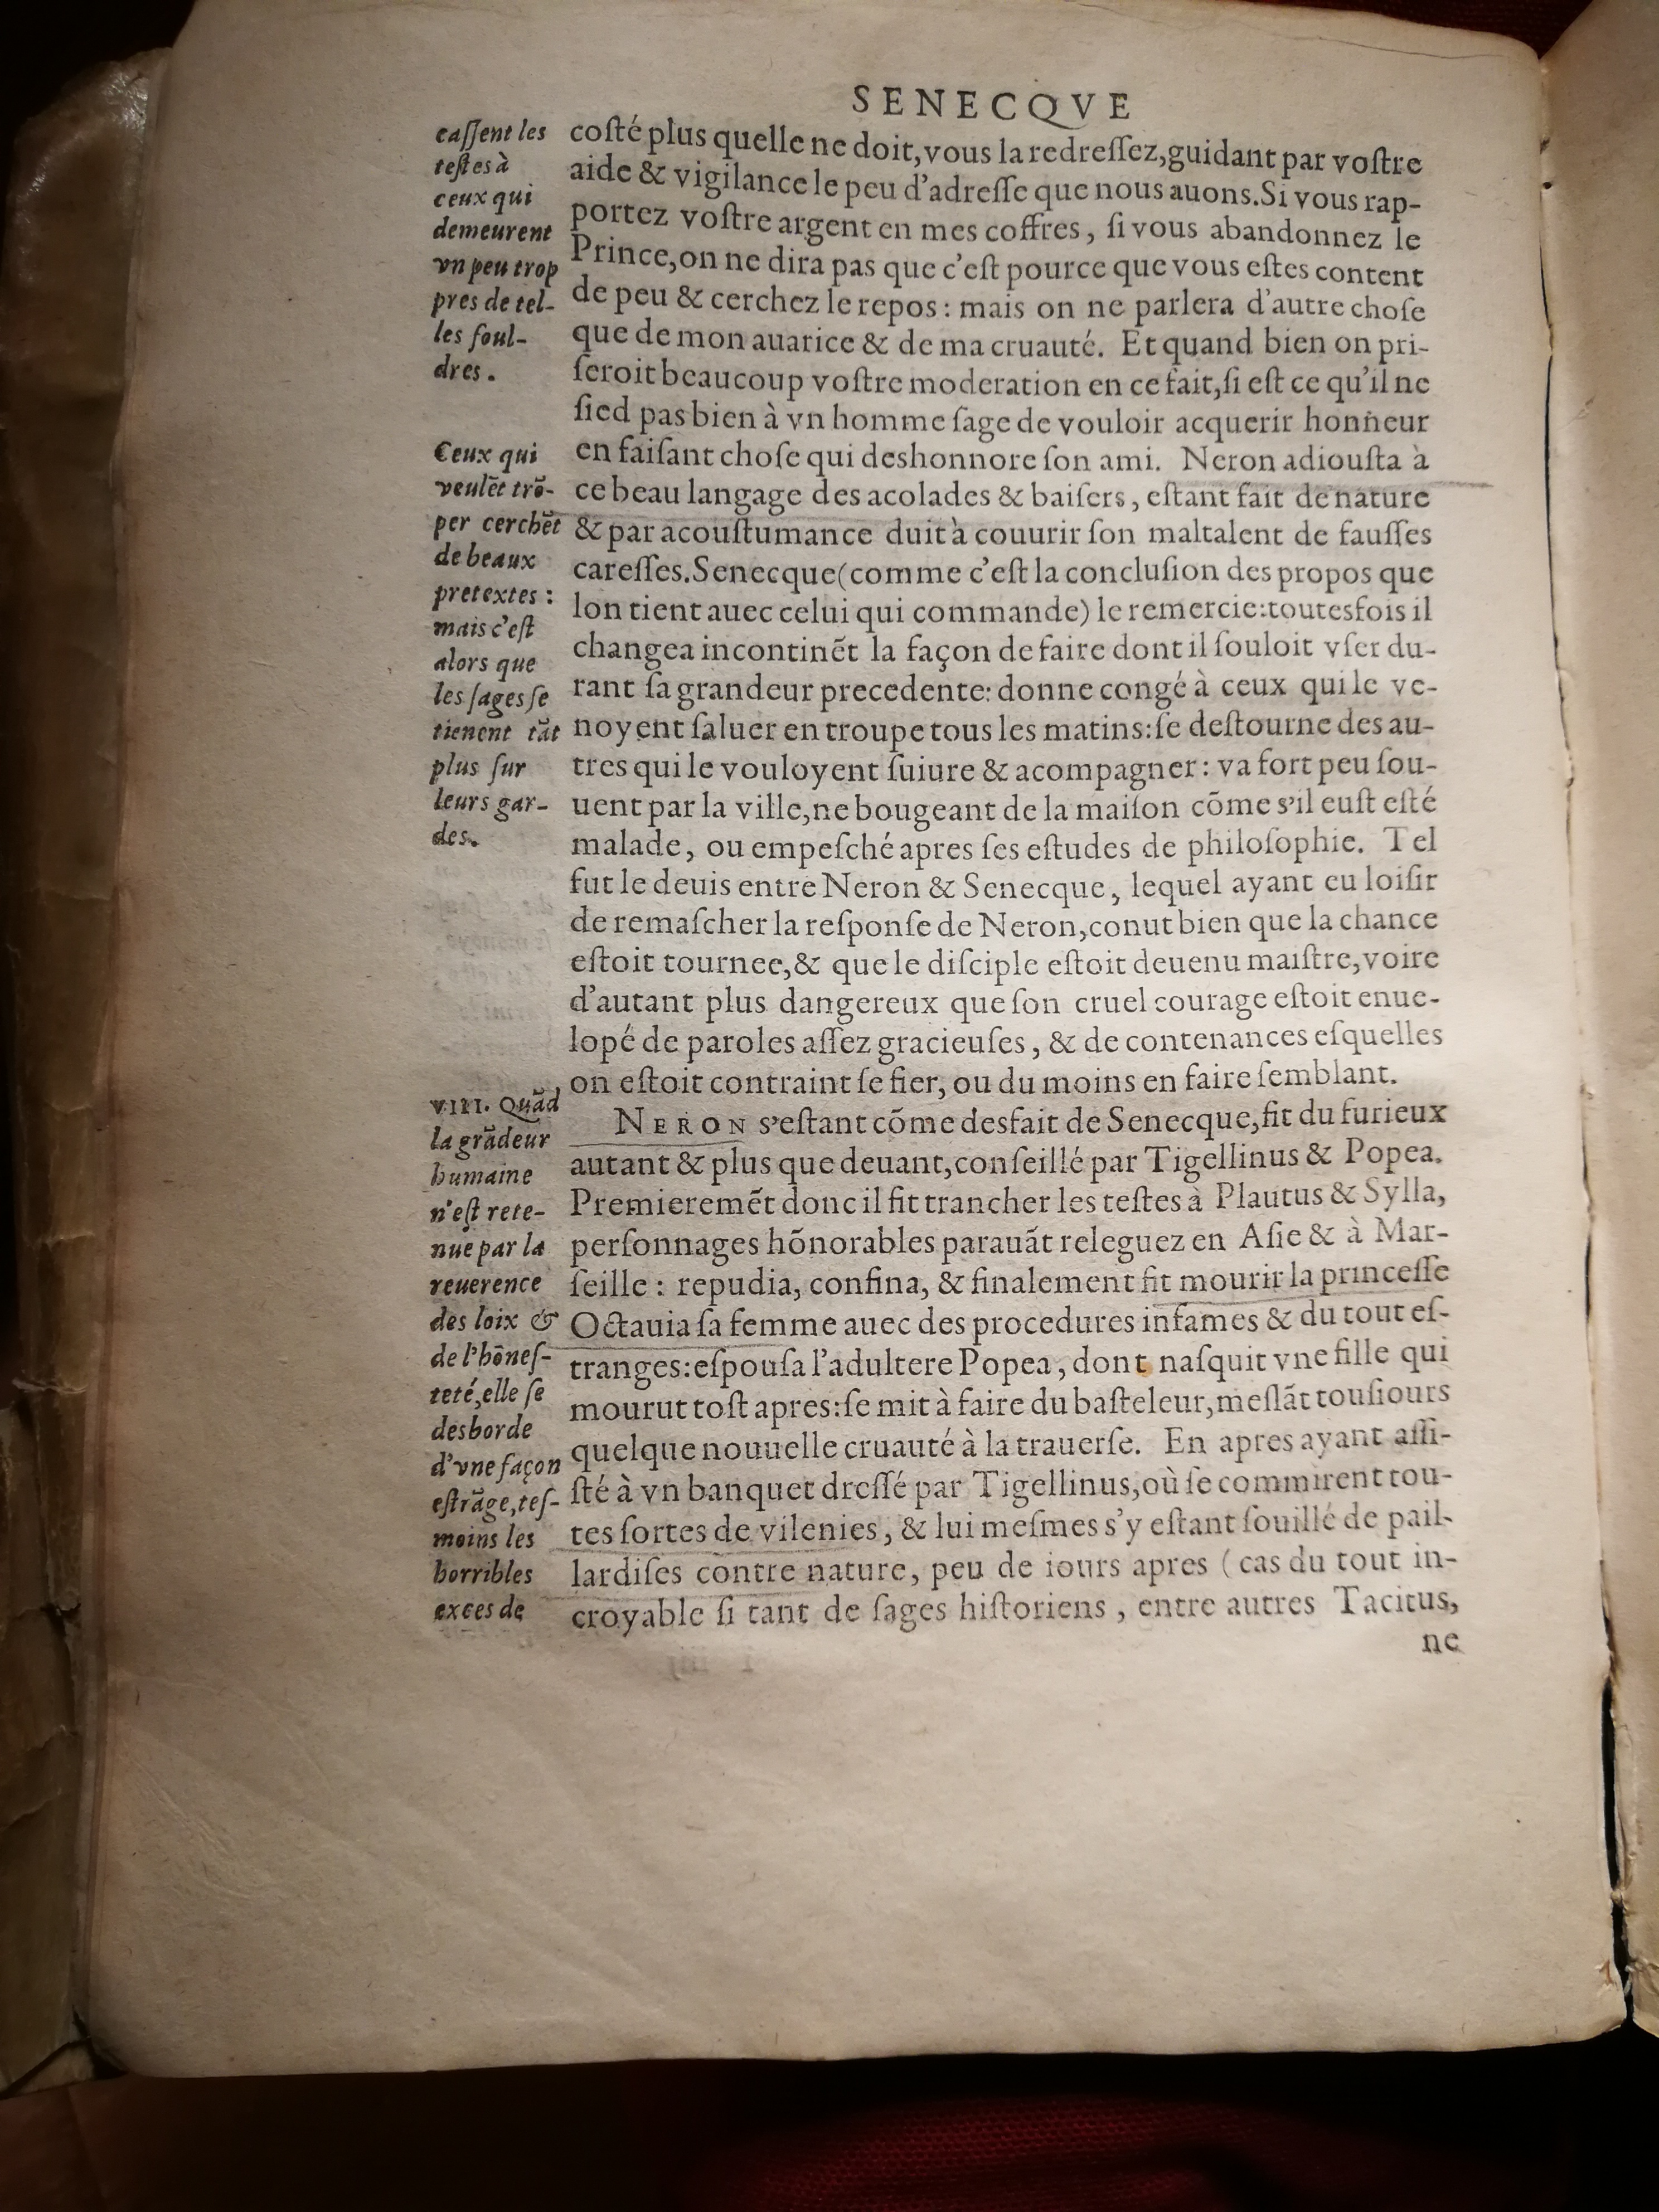 SENECQVE
caſſent les
teſtes à
ceux qui
demeurent
vn peu trop
pres de tel-
les foul-
dres.
Ceux qui
veulẽt trõ-
per cerchẽt
de beaux
pretextes :
mais c'eſt
alors que
les ſages ſe
tienent tãt
plus ſur
leurs gar-
des.
VIII. Quãd
la grãdeur
humaine
n'eſt rete-
nue par la
reuerence
des loix &
de l'hõneſ-
teté, elle ſe
desborde
d'vne façon
eſtrãge, teſ-
moins les
horribles
exces de
coſté plus quelle ne doit, vous la redreſſez, guidant par voſtre
aide & vigilance le peu d'adreſſe que nous auons. Si vous rap-
portez voſtre argent en mes coffres, ſi vous abandonnez le
Prince, on ne dira pas que c'eſt pource que vous eſtes content
de peu & cerchez le repos : mais on ne parlera d'autre choſe
que de mon auarice & de ma cruauté. Et quand bien on pri-
ſeroit beaucoup voſtre moderation en ce fait, ſi eſt ce qu'il ne
ſied pas bien à vn homme ſage de vouloir acquerir honneur
en faiſant choſe qui deshonnore ſon ami. Neron adiouſta à
ce beau langage des acolades & baiſers, eſtant fait de nature
& par acouſtumance duit à couurir ſon maltalent de fauſſes
careſſes. Senecque (comme c'eſt la concluſion des propos que
lon tient auec celui qui commande) le remercie: toutesfois il
changea incontinẽt la façon de faire dont il ſouloit vſer du-
rant ſa grandeur precedente: donne congé à ceux qui le ve-
noyent ſaluer en troupe tous les matins: ſe deſtourne des au-
tres qui le vouloyent ſuiure & acompagner : va fort peu ſou-
uent par la ville, ne bougeant de la maiſon cõme s'il euſt eſté
malade, ou empeſché apres ſes eſtudes de philoſophie. Tel
fut le deuis entre Neron & Senecque, lequel ayant eu loiſir
de remaſcher la reſponſe de Neron, conut bien que la chance
eſtoit tournee, & que le diſciple eſtoit deuenu maiſtre, voire
d'autant plus dangereux que ſon cruel courage eſtoit enue-
lopé de paroles aſſez gracieuſes, & de contenances eſquelles
on eſtoit contraint ſe fier, ou du moins en faire ſemblant.
NERON s'eſtant cõme desfait de Senecque, fit du furieux
autant & plus que deuant, conſeillé par Tigellinus & Popea.
Premieremẽt donc il fit trancher les teſtes à Plautus & Sylla,
perſonnages hõnorables parauãt releguez en Aſie & à Mar-
ſeille : repudia, confina, & finalement fit mourir la princeſſe
Octauia ſa femme auec des procedures infames & du tout eſ-
tranges: eſpouſa l'adultere Popea, dont naſquit vne fille qui
mourut toſt apres: ſe mit à faire du baſteleur, meſlãt touſiours
quelque nouuelle cruauté à la trauerſe. En apres ayant aſſi-
ſté à vn banquet dreſſé par Tigellinus, où ſe commirent tou-
tes ſortes de vilenies, & lui meſmes s'y eſtant ſouillé de pail-
lardiſes contre nature, peu de iours apres (cas du tout in-
croyable ſi tant de ſages hiſtoriens, entre autres Tacitus,
ne